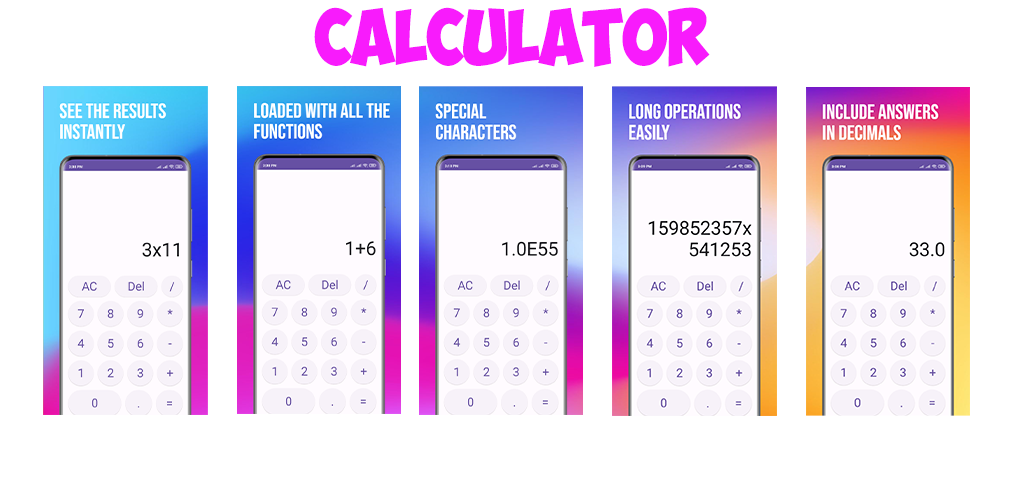 CALCULATOR
SEE THE RESULTS
INSTANTLY
3x11
AC Del /
7 8 9 *
4 5 6 -
1 2 3 +
0 . =
LOADED WITH ALL THE
FUNCTIONS
1+6
AC Del /
7 8 9 *
4 5 6 -
1 2 3 +
0 . =
SPECIAL
CHARACTERS
1.0E55
AC Del /
7 8 9 *
4 5 6 -
1 2 3 +
0 . =
LONG OPERATIONS
EASILY
159852357x
541253
AC Del /
7 8 9 *
4 5 6 -
1 2 3 +
0 . =
INCLUDE ANSWERS
IN DECIMALS
33.0
AC Del /
7 8 9 *
4 5 6 -
1 2 3 +
0 . =